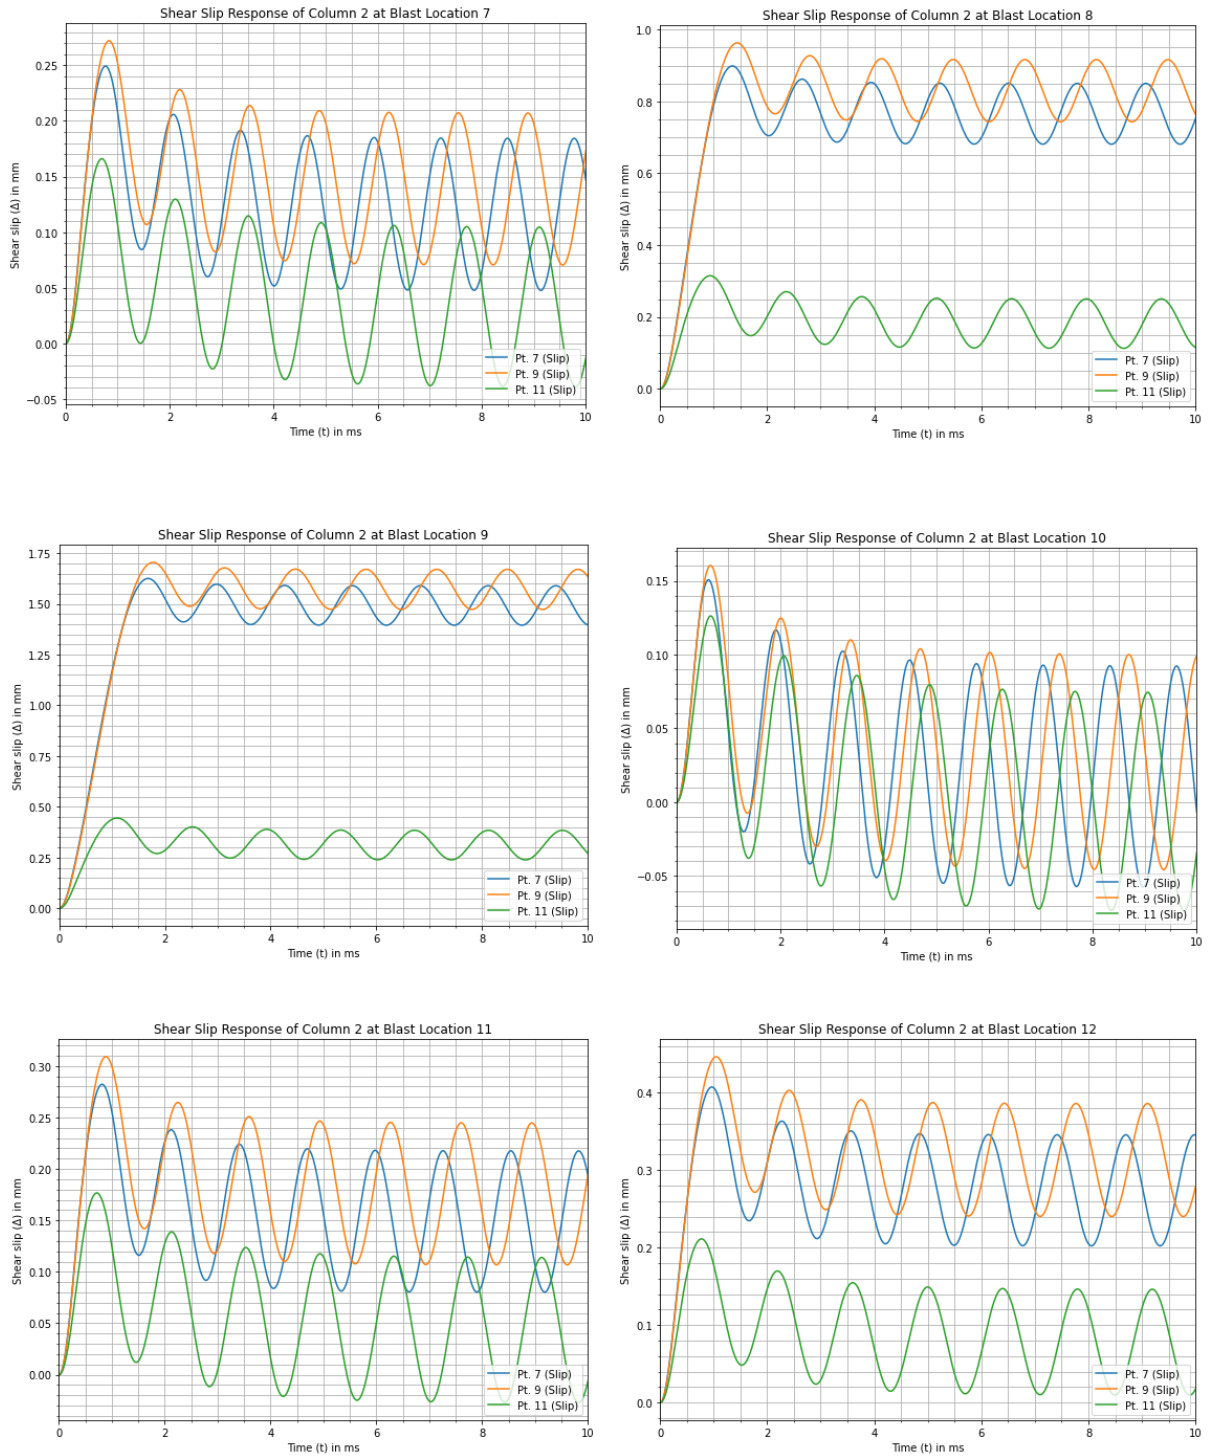 Shear Slip Response of Column 2 at Blast Location 7
Shear slip (Δ) in mm
0.25
0.20
0.15
0.10
0.05
0.00
−0.05
Pt. 7 (Slip)
Pt. 9 (Slip)
Pt. 11 (Slip)
0 2 4 6 8 10
Time (t) in ms
Shear Slip Response of Column 2 at Blast Location 8
Shear slip (Δ) in mm
1.0
0.8
0.6
0.4
0.2
0.0
Pt. 7 (Slip)
Pt. 9 (Slip)
Pt. 11 (Slip)
0 2 4 6 8 10
Time (t) in ms
Shear Slip Response of Column 2 at Blast Location 9
Shear slip (Δ) in mm
1.75
1.50
1.25
1.00
0.75
0.50
0.25
0.00
Pt. 7 (Slip)
Pt. 9 (Slip)
Pt. 11 (Slip)
0 2 4 6 8 10
Time (t) in ms
Shear Slip Response of Column 2 at Blast Location 10
Shear slip (Δ) in mm
0.15
0.10
0.05
0.00
−0.05
Pt. 7 (Slip)
Pt. 9 (Slip)
Pt. 11 (Slip)
0 2 4 6 8 10
Time (t) in ms
Shear Slip Response of Column 2 at Blast Location 11
Shear slip (Δ) in mm
0.30
0.25
0.20
0.15
0.10
0.05
0.00
Pt. 7 (Slip)
Pt. 9 (Slip)
Pt. 11 (Slip)
0 2 4 6 8 10
Time (t) in ms
Shear Slip Response of Column 2 at Blast Location 12
Shear slip (Δ) in mm
0.4
0.3
0.2
0.1
0.0
Pt. 7 (Slip)
Pt. 9 (Slip)
Pt. 11 (Slip)
0 2 4 6 8 10
Time (t) in ms